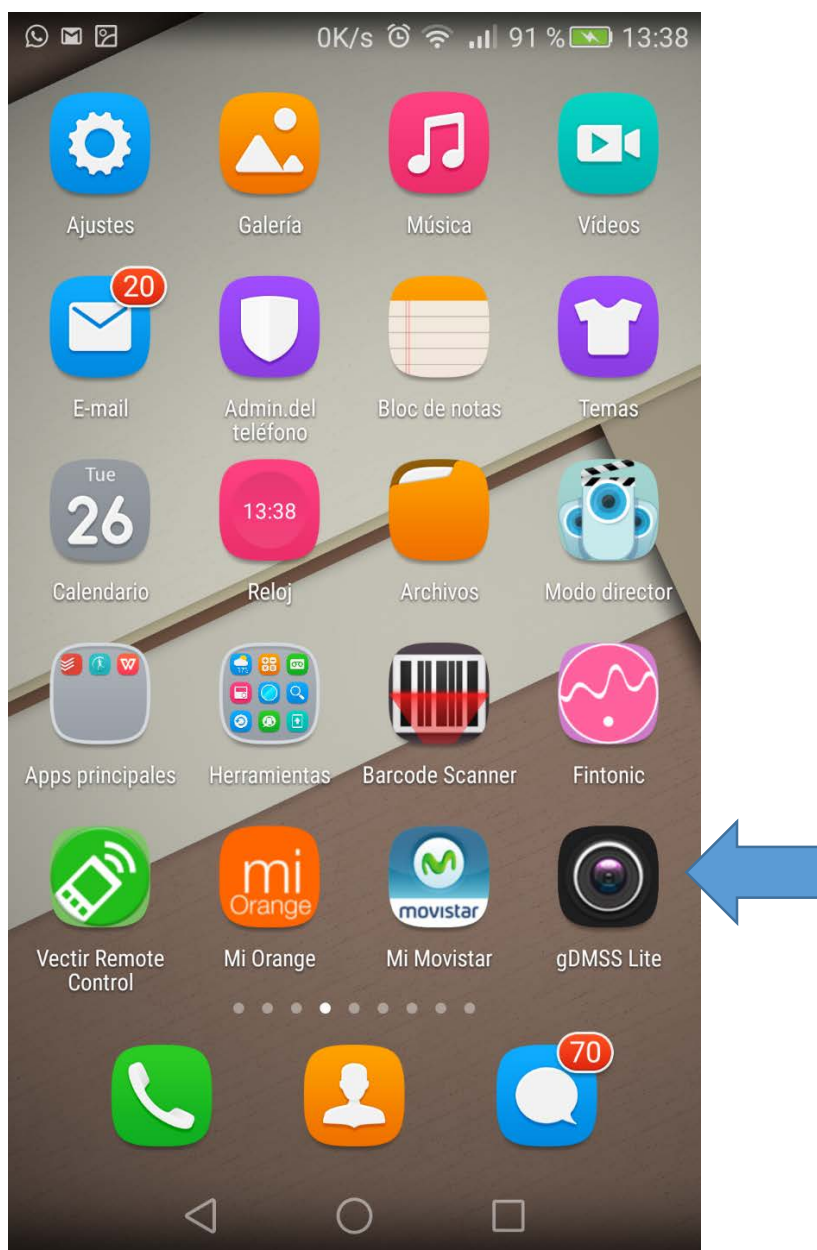 0K/s 91 % 13:38
Ajustes Galería Música Vídeos
20
E-mail Admin.del teléfono Bloc de notas Temas
Tue
26 13:38
Calendario Reloj Archivos Modo director
Apps principales Herramientas Barcode Scanner Fintonic
mi
Orange movistar
Vectir Remote Control Mi Orange Mi Movistar gDMSS Lite
70